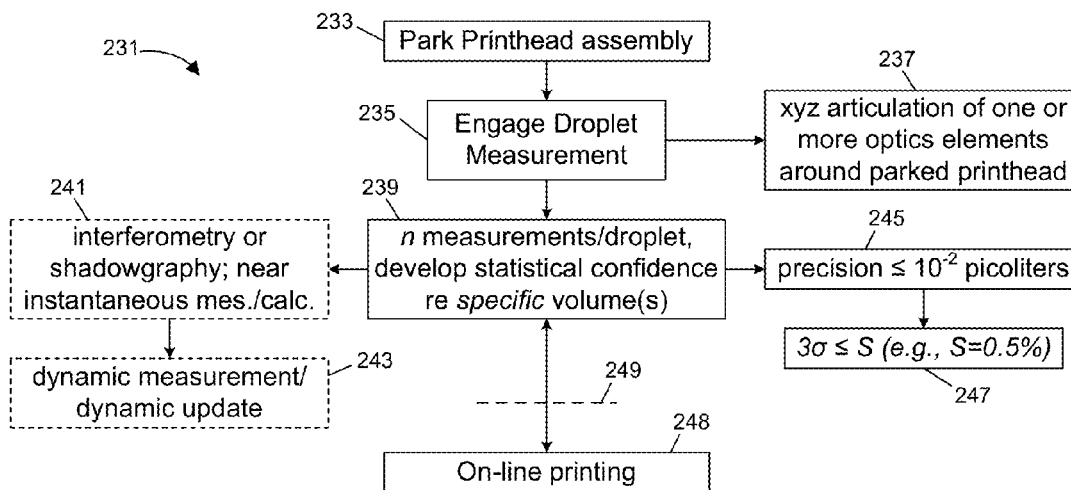 233
Park Printhead assembly
231
237
235
Engage Droplet
Measurement
xyz articulation of one or
more optics elements
around parked printhead
241
239
interferometry or
shadowgraphy; near
instantaneous mes./calc.
n measurements/droplet,
develop statistical confidence
re specific volume(s)
245
precision ≤ 10⁻² picoliters
243
dynamic measurement/
dynamic update
3σ ≤ S (e.g., S=0.5%)
247
249
248
On-line printing